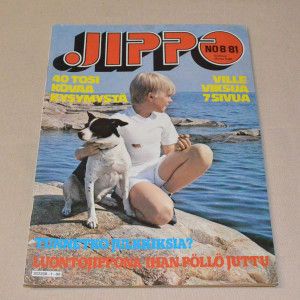 JIPPO
NO 8·81
40 TOSI
KOVAA
KYSYMYSTÄ
VILLE
VIKSUA
7 SIVUA
TUNNETKO JULKKIKSIA?
LUONTOJIPPONA IHAN PÖLLÖ JUTTU